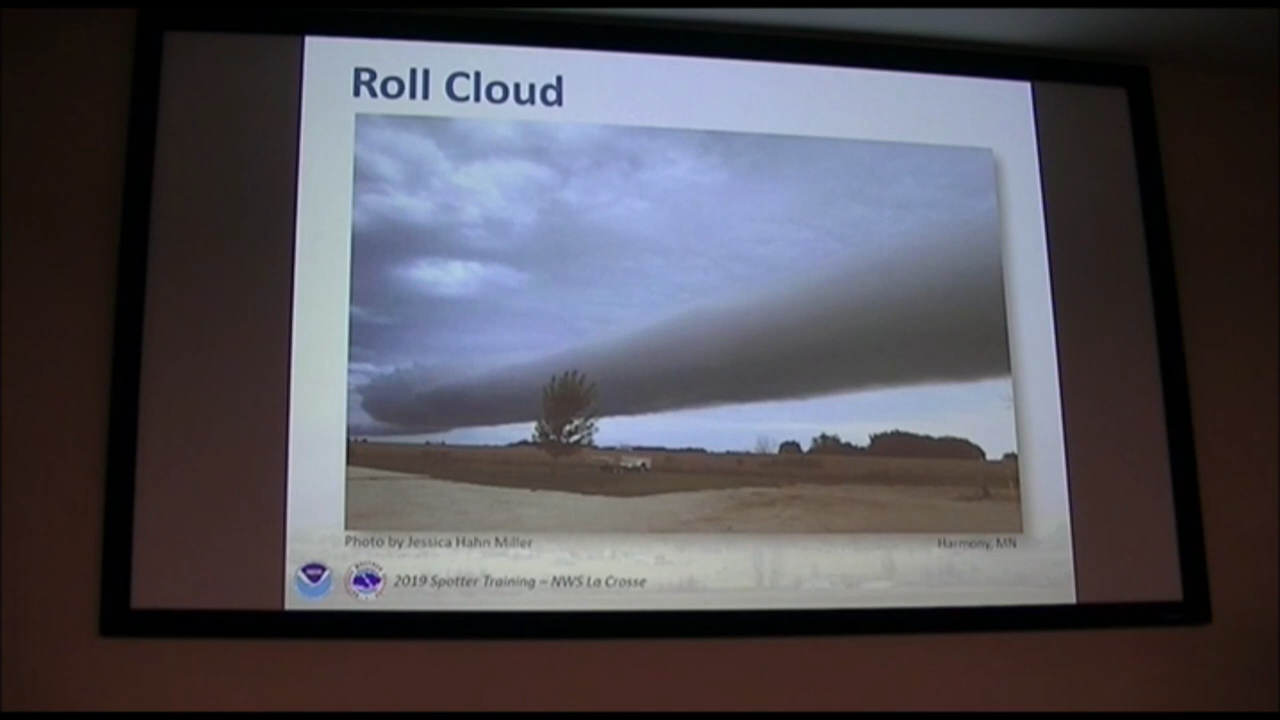 Roll Cloud
Photo by Jessica Hahn Miller
Harmony, MN
2019 Spotter Training – NWS La Crosse